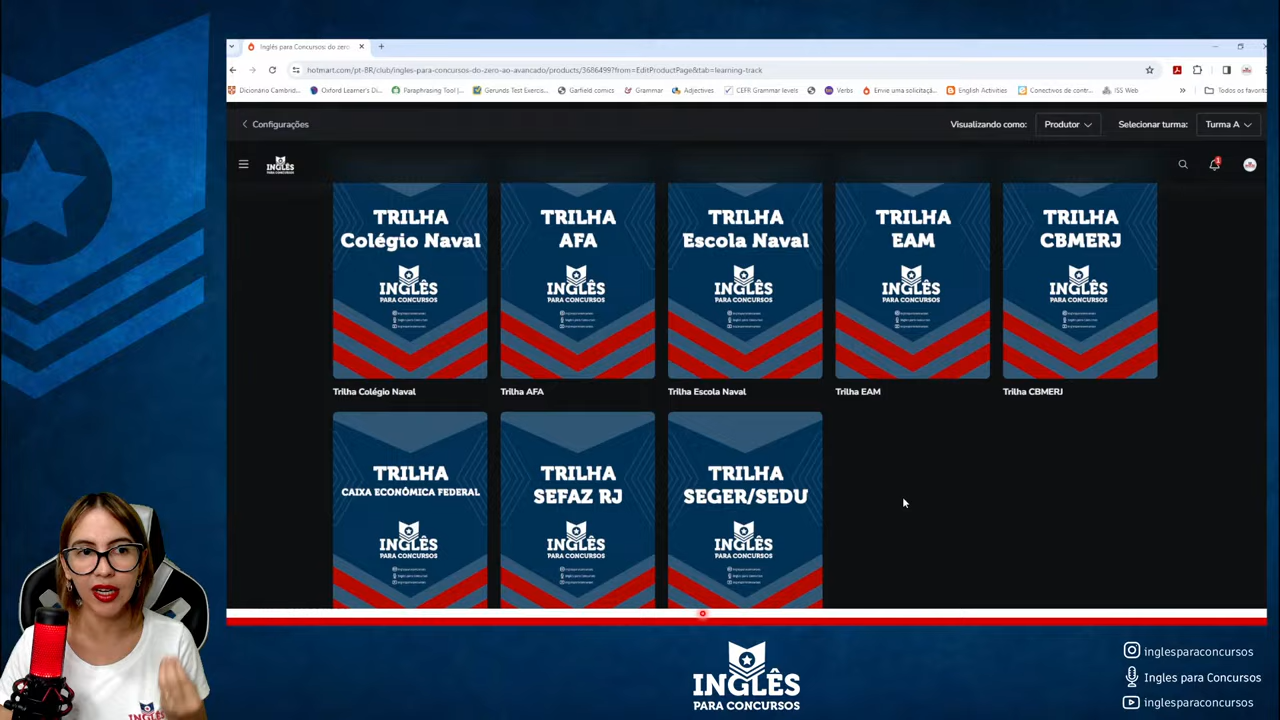 Inglês para Concursos do zero
hotmart.com/pt-BR/club/ingles-para-concursos-do-zero-ao-avancado/products/3686499?from=EditProductPage&tab=learning-track
Dicionário Cambrid... Oxford Learner's Di... Paraphrasing Tool |... Gerunds Test Exercis... Garfield comics Grammar Adjectives CEFR Grammar levels Verbs Envie uma solicitaçã... English Activities Conectivos de contr... ISS Web Todos os favoritos
Configurações Visualizando como: Produtor Selecionar turma: Turma A
INGLÊS
PARA CONCURSOS
TRILHA
Colégio Naval
INGLÊS
PARA CONCURSOS
Trilha Colégio Naval
TRILHA
AFA
INGLÊS
PARA CONCURSOS
Trilha AFA
TRILHA
Escola Naval
INGLÊS
PARA CONCURSOS
Trilha Escola Naval
TRILHA
EAM
INGLÊS
PARA CONCURSOS
Trilha EAM
TRILHA
CBMERJ
INGLÊS
PARA CONCURSOS
Trilha CBMERJ
TRILHA
CAIXA ECONÔMICA FEDERAL
INGLÊS
PARA CONCURSOS
TRILHA
SEFAZ RJ
INGLÊS
PARA CONCURSOS
TRILHA
SEGER/SEDU
INGLÊS
PARA CONCURSOS
INGLÊS
PARA CONCURSOS
inglesparaconcursos
Ingles para Concursos
inglesparaconcursos